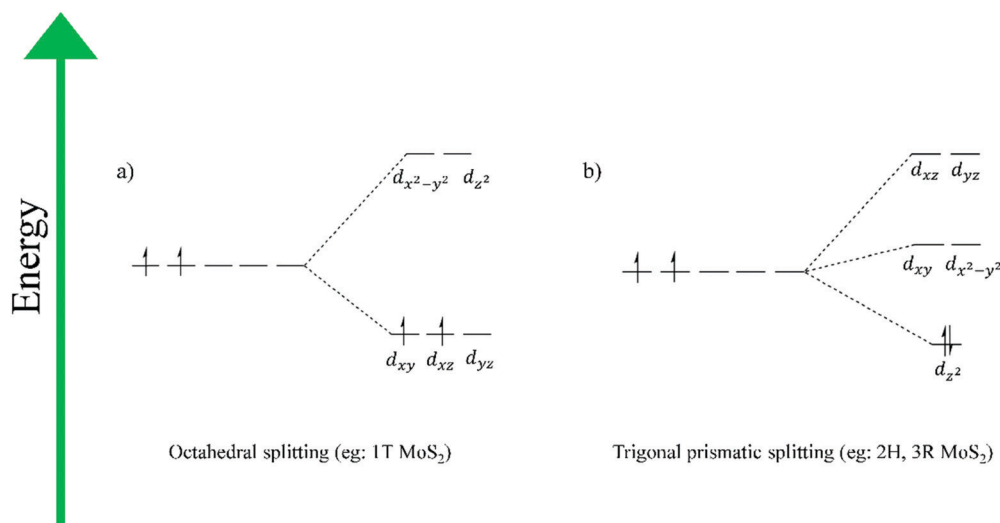 Energy
a)
d_{x²−y²} d_{z²}
d_{xy} d_{xz} d_{yz}
Octahedral splitting (eg: 1T MoS₂)
b)
d_{xz} d_{yz}
d_{xy} d_{x²−y²}
d_{z²}
Trigonal prismatic splitting (eg: 2H, 3R MoS₂)